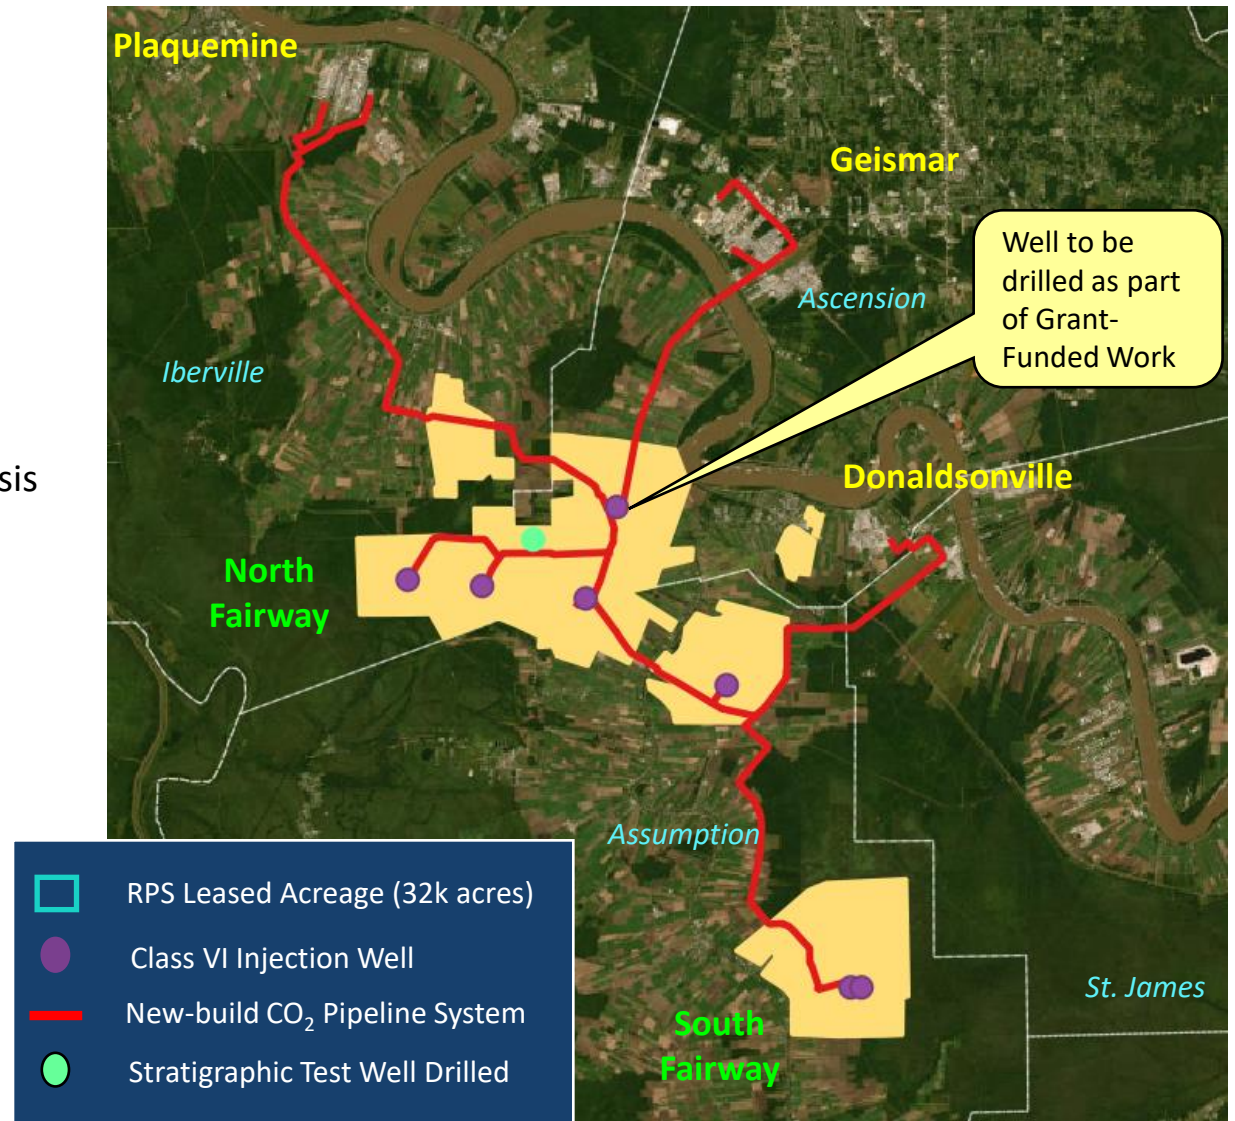 Plaquemine
Geismar
Well to be
drilled as part
of Grant-
Funded Work
Ascension
Iberville
sis
Donaldsonville
North
Fairway
Assumption
RPS Leased Acreage (32k acres)
Class VI Injection Well
New-build CO₂ Pipeline System
Stratigraphic Test Well Drilled
St. James
South
Fairway